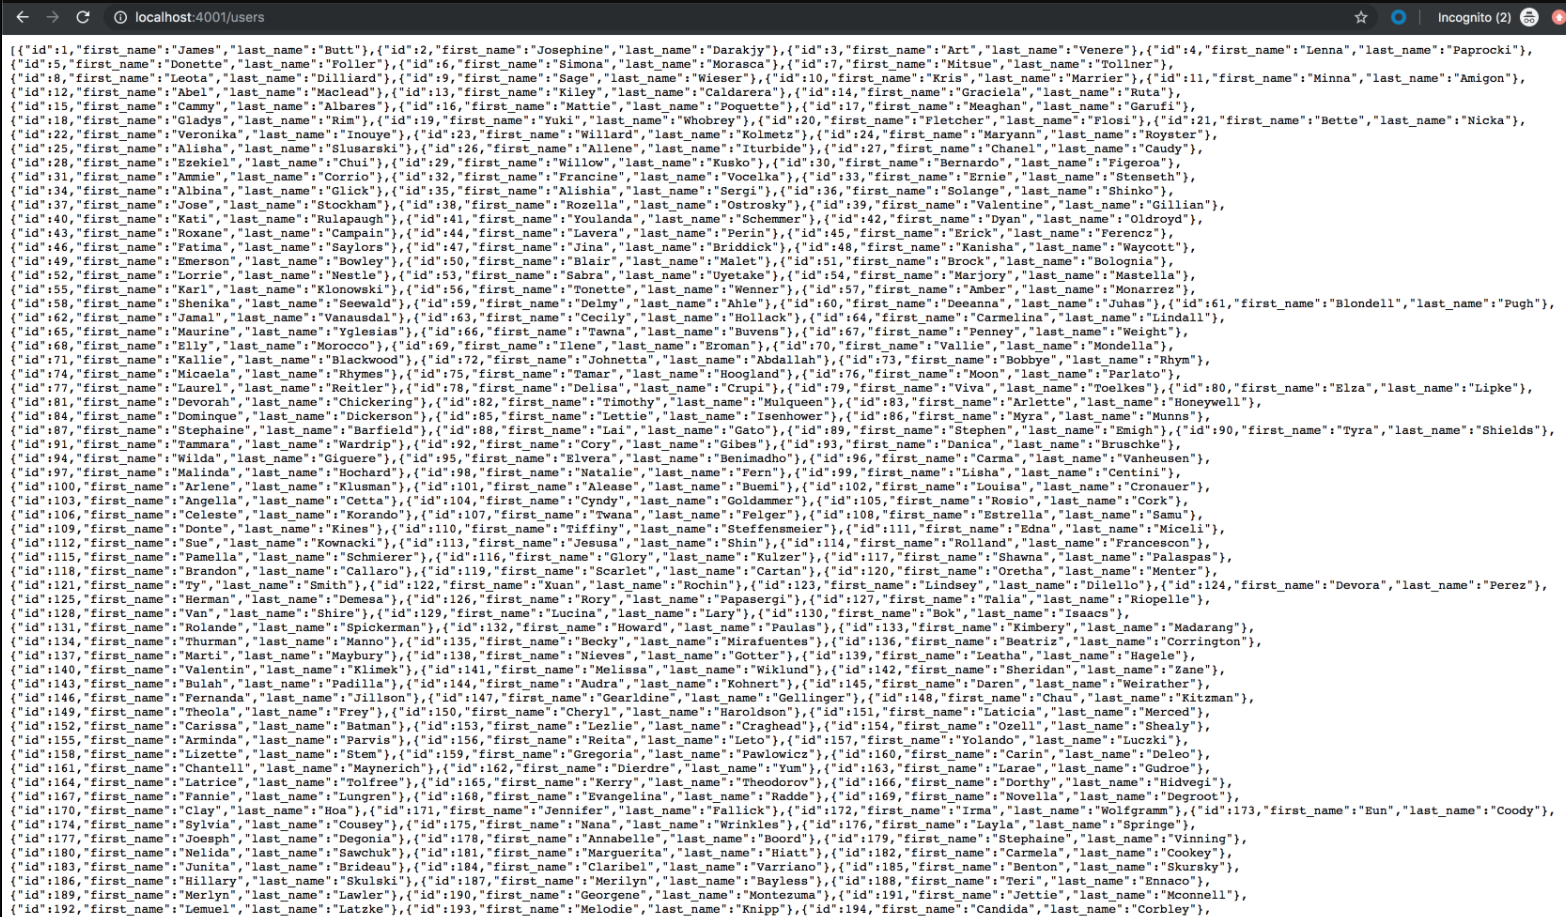 localhost:4001/users
Incognito (2)
[{"id":1,"first_name":"James","last_name":"Butt"},{"id":2,"first_name":"Josephine","last_name":"Darakjy"},{"id":3,"first_name":"Art","last_name":"Venere"},{"id":4,"first_name":"Lenna","last_name":"Paprocki"},
{"id":5,"first_name":"Donette","last_name":"Foller"},{"id":6,"first_name":"Simona","last_name":"Morasca"},{"id":7,"first_name":"Mitsue","last_name":"Tollner"},
{"id":8,"first_name":"Leota","last_name":"Dilliard"},{"id":9,"first_name":"Sage","last_name":"Wieser"},{"id":10,"first_name":"Kris","last_name":"Marrier"},{"id":11,"first_name":"Minna","last_name":"Amigon"},
{"id":12,"first_name":"Abel","last_name":"Maclead"},{"id":13,"first_name":"Kiley","last_name":"Caldarera"},{"id":14,"first_name":"Graciela","last_name":"Ruta"},
{"id":15,"first_name":"Cammy","last_name":"Albares"},{"id":16,"first_name":"Mattie","last_name":"Poquette"},{"id":17,"first_name":"Meaghan","last_name":"Garufi"},
{"id":18,"first_name":"Gladys","last_name":"Rim"},{"id":19,"first_name":"Yuki","last_name":"Whobrey"},{"id":20,"first_name":"Fletcher","last_name":"Flosi"},{"id":21,"first_name":"Bette","last_name":"Nicka"},
{"id":22,"first_name":"Veronika","last_name":"Inouye"},{"id":23,"first_name":"Willard","last_name":"Kolmetz"},{"id":24,"first_name":"Maryann","last_name":"Royster"},
{"id":25,"first_name":"Alisha","last_name":"Slusarski"},{"id":26,"first_name":"Allene","last_name":"Iturbide"},{"id":27,"first_name":"Chanel","last_name":"Caudy"},
{"id":28,"first_name":"Ezekiel","last_name":"Chui"},{"id":29,"first_name":"Willow","last_name":"Kusko"},{"id":30,"first_name":"Bernardo","last_name":"Figeroa"},
{"id":31,"first_name":"Ammie","last_name":"Corrio"},{"id":32,"first_name":"Francine","last_name":"Vocelka"},{"id":33,"first_name":"Ernie","last_name":"Stenseth"},
{"id":34,"first_name":"Albina","last_name":"Glick"},{"id":35,"first_name":"Alishia","last_name":"Sergi"},{"id":36,"first_name":"Solange","last_name":"Shinko"},
{"id":37,"first_name":"Jose","last_name":"Stockham"},{"id":38,"first_name":"Rozella","last_name":"Ostrosky"},{"id":39,"first_name":"Valentine","last_name":"Gillian"},
{"id":40,"first_name":"Kati","last_name":"Rulapaugh"},{"id":41,"first_name":"Youlanda","last_name":"Schemmer"},{"id":42,"first_name":"Dyan","last_name":"Oldroyd"},
{"id":43,"first_name":"Roxane","last_name":"Campain"},{"id":44,"first_name":"Lavera","last_name":"Perin"},{"id":45,"first_name":"Erick","last_name":"Ferencz"},
{"id":46,"first_name":"Fatima","last_name":"Saylors"},{"id":47,"first_name":"Jina","last_name":"Briddick"},{"id":48,"first_name":"Kanisha","last_name":"Waycott"},
{"id":49,"first_name":"Emerson","last_name":"Bowley"},{"id":50,"first_name":"Blair","last_name":"Malet"},{"id":51,"first_name":"Brock","last_name":"Bolognia"},
{"id":52,"first_name":"Lorrie","last_name":"Nestle"},{"id":53,"first_name":"Sabra","last_name":"Uyetake"},{"id":54,"first_name":"Marjory","last_name":"Mastella"},
{"id":55,"first_name":"Karl","last_name":"Klonowski"},{"id":56,"first_name":"Tonette","last_name":"Wenner"},{"id":57,"first_name":"Amber","last_name":"Monarrez"},
{"id":58,"first_name":"Shenika","last_name":"Seewald"},{"id":59,"first_name":"Delmy","last_name":"Ahle"},{"id":60,"first_name":"Deeanna","last_name":"Juhas"},{"id":61,"first_name":"Blondell","last_name":"Pugh"},
{"id":62,"first_name":"Jamal","last_name":"Vanausdal"},{"id":63,"first_name":"Cecily","last_name":"Hollack"},{"id":64,"first_name":"Carmelina","last_name":"Lindall"},
{"id":65,"first_name":"Maurine","last_name":"Yglesias"},{"id":66,"first_name":"Tawna","last_name":"Buvens"},{"id":67,"first_name":"Penney","last_name":"Weight"},
{"id":68,"first_name":"Elly","last_name":"Morocco"},{"id":69,"first_name":"Ilene","last_name":"Eroman"},{"id":70,"first_name":"Vallie","last_name":"Mondella"},
{"id":71,"first_name":"Kallie","last_name":"Blackwood"},{"id":72,"first_name":"Johnetta","last_name":"Abdallah"},{"id":73,"first_name":"Bobbye","last_name":"Rhym"},
{"id":74,"first_name":"Micaela","last_name":"Rhymes"},{"id":75,"first_name":"Tamar","last_name":"Hoogland"},{"id":76,"first_name":"Moon","last_name":"Parlato"},
{"id":77,"first_name":"Laurel","last_name":"Reitler"},{"id":78,"first_name":"Delisa","last_name":"Crupi"},{"id":79,"first_name":"Viva","last_name":"Toelkes"},{"id":80,"first_name":"Elza","last_name":"Lipke"},
{"id":81,"first_name":"Devorah","last_name":"Chickering"},{"id":82,"first_name":"Timothy","last_name":"Mulqueen"},{"id":83,"first_name":"Arlette","last_name":"Honeywell"},
{"id":84,"first_name":"Dominque","last_name":"Dickerson"},{"id":85,"first_name":"Lettie","last_name":"Isenhower"},{"id":86,"first_name":"Myra","last_name":"Munns"},
{"id":87,"first_name":"Stephaine","last_name":"Barfield"},{"id":88,"first_name":"Lai","last_name":"Gato"},{"id":89,"first_name":"Stephen","last_name":"Emigh"},{"id":90,"first_name":"Tyra","last_name":"Shields"},
{"id":91,"first_name":"Tammara","last_name":"Wardrip"},{"id":92,"first_name":"Cory","last_name":"Gibes"},{"id":93,"first_name":"Danica","last_name":"Bruschke"},
{"id":94,"first_name":"Wilda","last_name":"Giguere"},{"id":95,"first_name":"Elvera","last_name":"Benimadho"},{"id":96,"first_name":"Carma","last_name":"Vanheusen"},
{"id":97,"first_name":"Malinda","last_name":"Hochard"},{"id":98,"first_name":"Natalie","last_name":"Fern"},{"id":99,"first_name":"Lisha","last_name":"Centini"},
{"id":100,"first_name":"Arlene","last_name":"Klusman"},{"id":101,"first_name":"Alease","last_name":"Buemi"},{"id":102,"first_name":"Louisa","last_name":"Cronauer"},
{"id":103,"first_name":"Angella","last_name":"Cetta"},{"id":104,"first_name":"Cyndy","last_name":"Goldammer"},{"id":105,"first_name":"Rosio","last_name":"Cork"},
{"id":106,"first_name":"Celeste","last_name":"Korando"},{"id":107,"first_name":"Twana","last_name":"Felger"},{"id":108,"first_name":"Estrella","last_name":"Samu"},
{"id":109,"first_name":"Donte","last_name":"Kines"},{"id":110,"first_name":"Tiffiny","last_name":"Steffensmeier"},{"id":111,"first_name":"Edna","last_name":"Miceli"},
{"id":112,"first_name":"Sue","last_name":"Kownacki"},{"id":113,"first_name":"Jesusa","last_name":"Shin"},{"id":114,"first_name":"Rolland","last_name":"Francescon"},
{"id":115,"first_name":"Pamella","last_name":"Schmierer"},{"id":116,"first_name":"Glory","last_name":"Kulzer"},{"id":117,"first_name":"Shawna","last_name":"Palaspas"},
{"id":118,"first_name":"Brandon","last_name":"Callaro"},{"id":119,"first_name":"Scarlet","last_name":"Cartan"},{"id":120,"first_name":"Oretha","last_name":"Menter"},
{"id":121,"first_name":"Ty","last_name":"Smith"},{"id":122,"first_name":"Xuan","last_name":"Rochin"},{"id":123,"first_name":"Lindsey","last_name":"Dilello"},{"id":124,"first_name":"Devora","last_name":"Perez"},
{"id":125,"first_name":"Herman","last_name":"Demesa"},{"id":126,"first_name":"Rory","last_name":"Papasergi"},{"id":127,"first_name":"Talia","last_name":"Riopelle"},
{"id":128,"first_name":"Van","last_name":"Shire"},{"id":129,"first_name":"Lucina","last_name":"Lary"},{"id":130,"first_name":"Bok","last_name":"Isaacs"},
{"id":131,"first_name":"Rolande","last_name":"Spickerman"},{"id":132,"first_name":"Howard","last_name":"Paulas"},{"id":133,"first_name":"Kimbery","last_name":"Madarang"},
{"id":134,"first_name":"Thurman","last_name":"Manno"},{"id":135,"first_name":"Becky","last_name":"Mirafuentes"},{"id":136,"first_name":"Beatriz","last_name":"Corrington"},
{"id":137,"first_name":"Marti","last_name":"Maybury"},{"id":138,"first_name":"Nieves","last_name":"Gotter"},{"id":139,"first_name":"Leatha","last_name":"Hagele"},
{"id":140,"first_name":"Valentin","last_name":"Klimek"},{"id":141,"first_name":"Melissa","last_name":"Wiklund"},{"id":142,"first_name":"Sheridan","last_name":"Zane"},
{"id":143,"first_name":"Bulah","last_name":"Padilla"},{"id":144,"first_name":"Audra","last_name":"Kohnert"},{"id":145,"first_name":"Daren","last_name":"Weirather"},
{"id":146,"first_name":"Fernanda","last_name":"Jillson"},{"id":147,"first_name":"Gearldine","last_name":"Gellinger"},{"id":148,"first_name":"Chau","last_name":"Kitzman"},
{"id":149,"first_name":"Theola","last_name":"Frey"},{"id":150,"first_name":"Cheryl","last_name":"Haroldson"},{"id":151,"first_name":"Laticia","last_name":"Merced"},
{"id":152,"first_name":"Carissa","last_name":"Batman"},{"id":153,"first_name":"Lezlie","last_name":"Craghead"},{"id":154,"first_name":"Ozell","last_name":"Shealy"},
{"id":155,"first_name":"Arminda","last_name":"Parvis"},{"id":156,"first_name":"Reita","last_name":"Leto"},{"id":157,"first_name":"Yolando","last_name":"Luczki"},
{"id":158,"first_name":"Lizette","last_name":"Stem"},{"id":159,"first_name":"Gregoria","last_name":"Pawlowicz"},{"id":160,"first_name":"Carin","last_name":"Deleo"},
{"id":161,"first_name":"Chantell","last_name":"Maynerich"},{"id":162,"first_name":"Dierdre","last_name":"Yum"},{"id":163,"first_name":"Larae","last_name":"Gudroe"},
{"id":164,"first_name":"Latrice","last_name":"Tolfree"},{"id":165,"first_name":"Kerry","last_name":"Theodorov"},{"id":166,"first_name":"Dorthy","last_name":"Hidvegi"},
{"id":167,"first_name":"Fannie","last_name":"Lungren"},{"id":168,"first_name":"Evangelina","last_name":"Radde"},{"id":169,"first_name":"Novella","last_name":"Degroot"},
{"id":170,"first_name":"Clay","last_name":"Hoa"},{"id":171,"first_name":"Jennifer","last_name":"Fallick"},{"id":172,"first_name":"Irma","last_name":"Wolfgramm"},{"id":173,"first_name":"Eun","last_name":"Coody"},
{"id":174,"first_name":"Sylvia","last_name":"Cousey"},{"id":175,"first_name":"Nana","last_name":"Wrinkles"},{"id":176,"first_name":"Layla","last_name":"Springe"},
{"id":177,"first_name":"Joesph","last_name":"Degonia"},{"id":178,"first_name":"Annabelle","last_name":"Boord"},{"id":179,"first_name":"Stephaine","last_name":"Vinning"},
{"id":180,"first_name":"Nelida","last_name":"Sawchuk"},{"id":181,"first_name":"Marguerita","last_name":"Hiatt"},{"id":182,"first_name":"Carmela","last_name":"Cookey"},
{"id":183,"first_name":"Junita","last_name":"Brideau"},{"id":184,"first_name":"Claribel","last_name":"Varriano"},{"id":185,"first_name":"Benton","last_name":"Skursky"},
{"id":186,"first_name":"Hillary","last_name":"Skulski"},{"id":187,"first_name":"Merilyn","last_name":"Bayless"},{"id":188,"first_name":"Teri","last_name":"Ennaco"},
{"id":189,"first_name":"Merlyn","last_name":"Lawler"},{"id":190,"first_name":"Georgene","last_name":"Montezuma"},{"id":191,"first_name":"Jettie","last_name":"Mconnell"},
{"id":192,"first_name":"Lemuel","last_name":"Latzke"},{"id":193,"first_name":"Melodie","last_name":"Knipp"},{"id":194,"first_name":"Candida","last_name":"Corbley"},